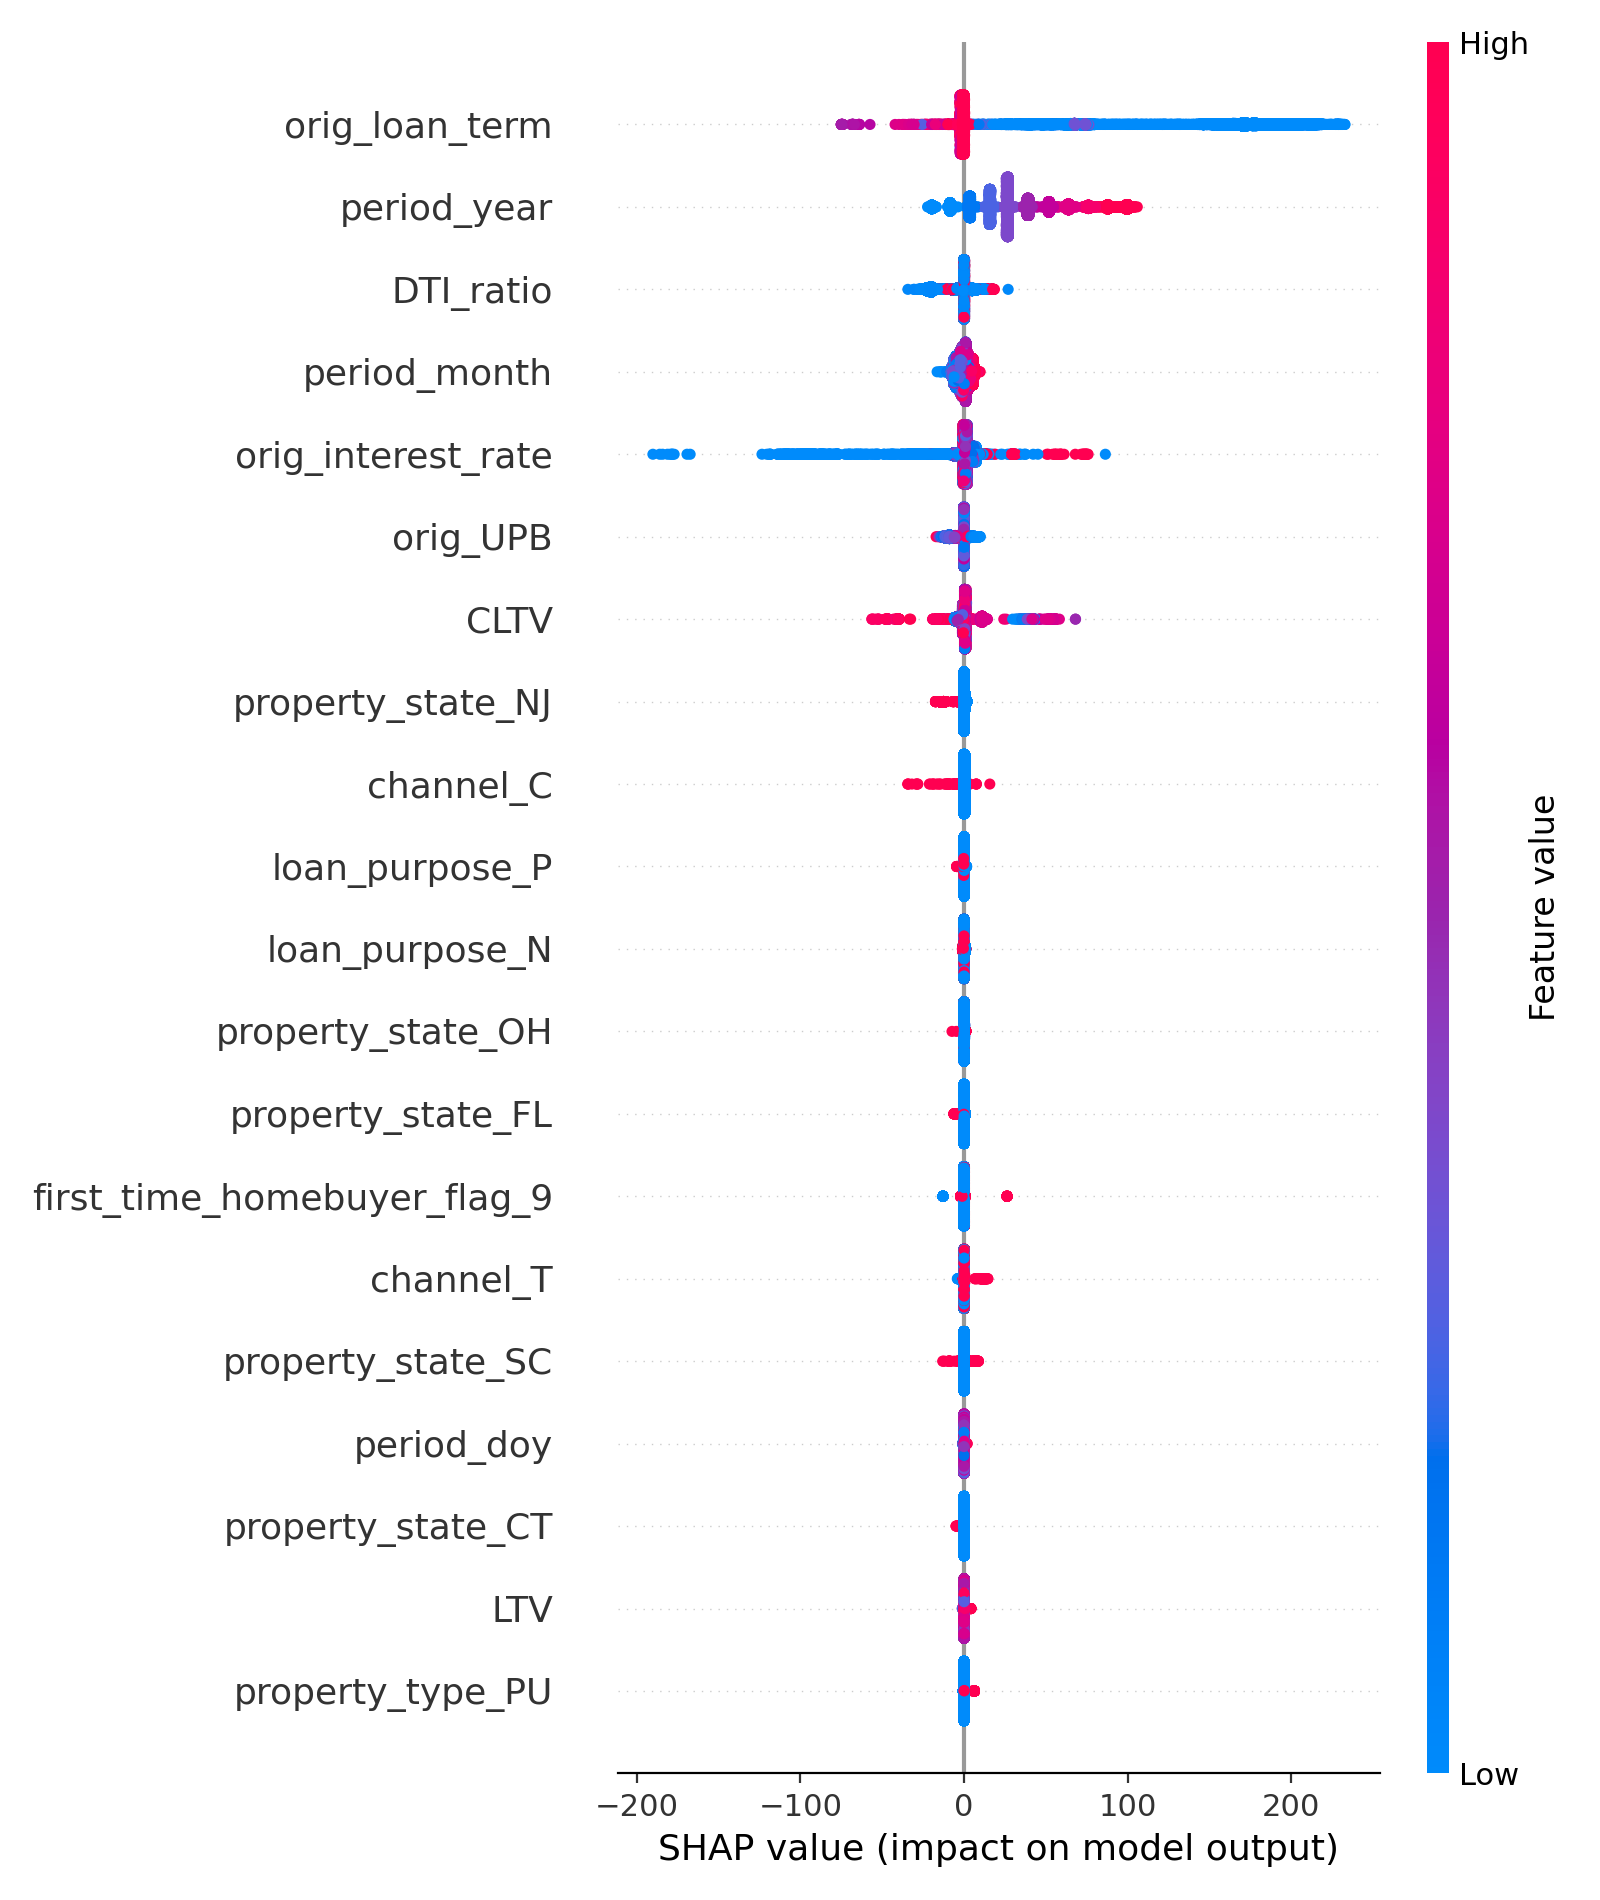 High
orig_loan_term
period_year
DTI_ratio
period_month
orig_interest_rate
orig_UPB
CLTV
property_state_NJ
channel_C
loan_purpose_P
loan_purpose_N
property_state_OH
property_state_FL
first_time_homebuyer_flag_9
channel_T
property_state_SC
period_doy
property_state_CT
LTV
property_type_PU
Feature value
Low
−200 −100 0 100 200
SHAP value (impact on model output)